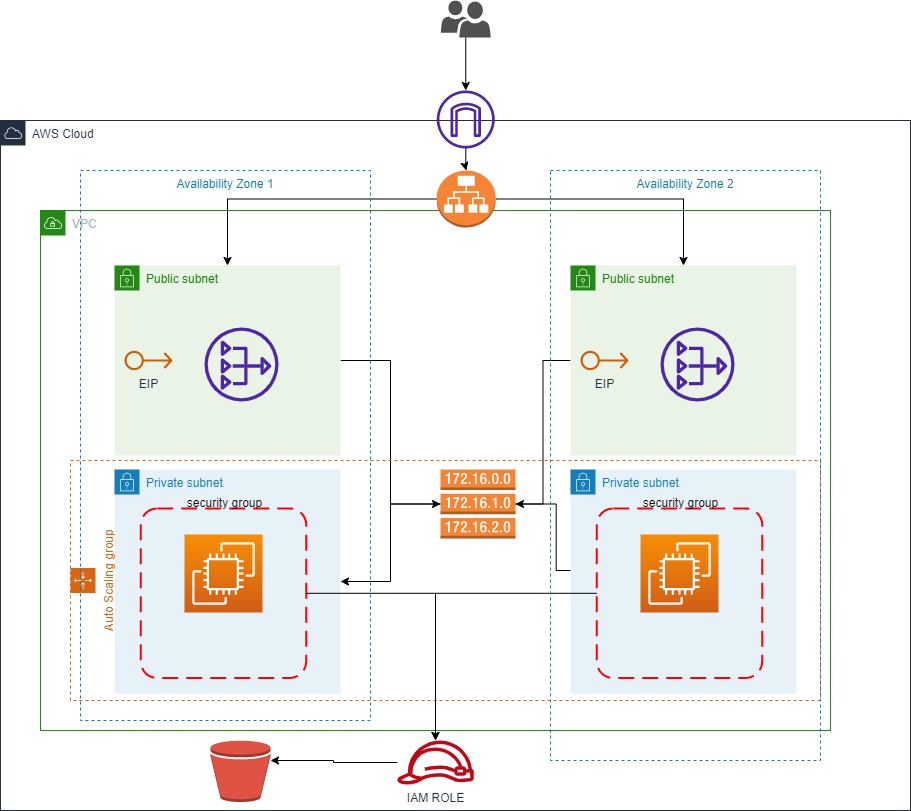 AWS Cloud
Availability Zone 1
Availability Zone 2
VPC
Public subnet
Public subnet
EIP
EIP
Private subnet
security group
172.16.0.0
172.16.1.0
172.16.2.0
Private subnet
security group
Auto Scaling group
IAM ROLE